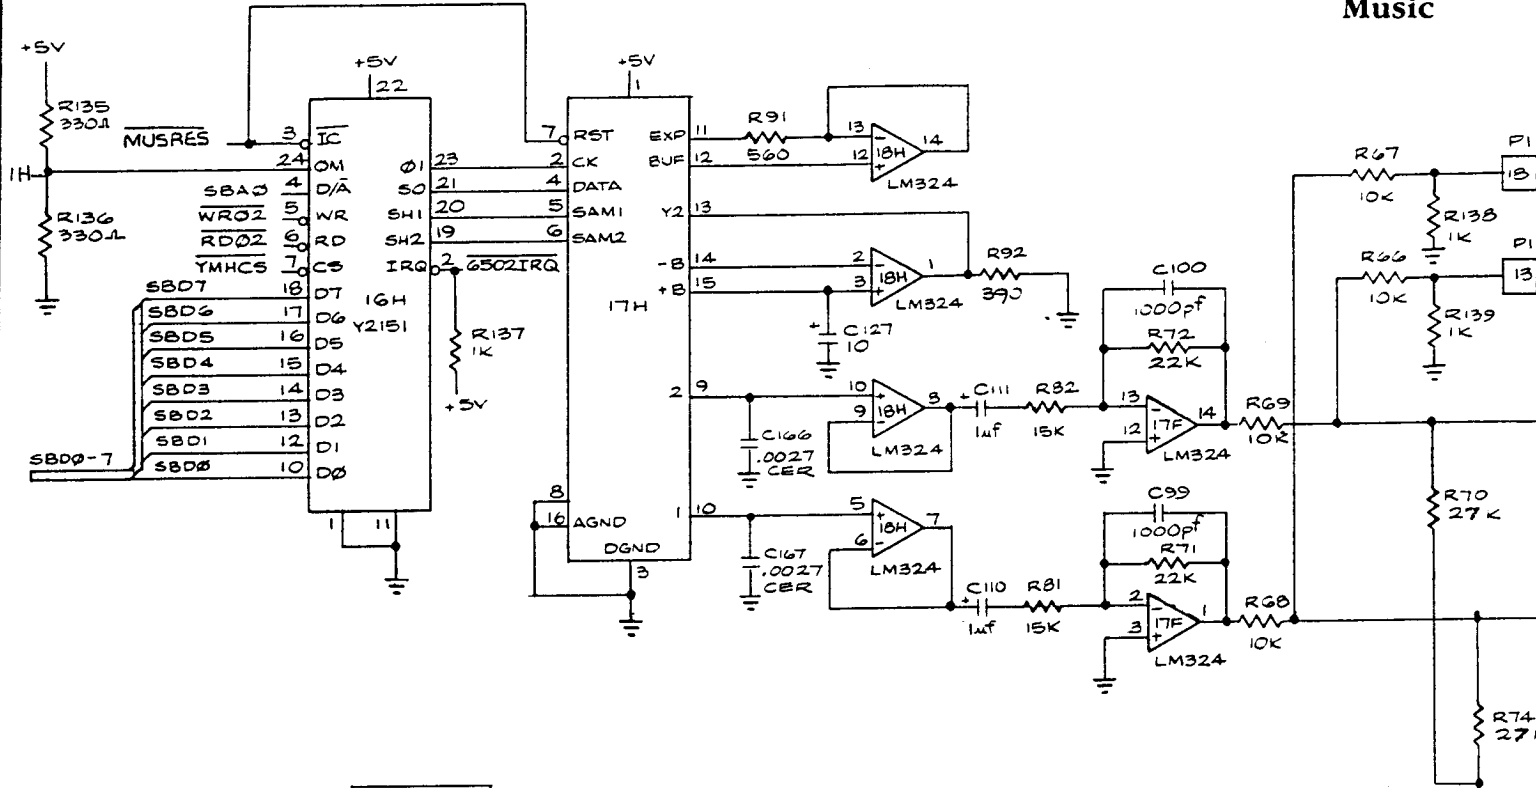 Music
+5V
R135
330Ω
1H
R136
330Ω
MUSRES
SBAØ
WRØ2
RDØ2
YMHCS
SBD7
SBD6
SBD5
SBD4
SBD3
SBD2
SBD1
SBDØ
SBDØ-7
+5V
22
3 IC
24 ØM
4 D/A
5 WR
6 RD
7 CS
18 D7
17 D6
16 D5
15 D4
14 D3
13 D2
12 D1
10 DØ
Ø1 23
SO 21
SH1 20
SH2 19
IRQ 2
6502IRQ
16H
Y2151
1 11
R137
1K
+5V
+5V
1
7 RST
2 CK
4 DATA
5 SAM1
6 SAM2
17H
8
16 AGND
DGND
3
EXP 11
BUF 12
Y2 13
-B 14
+B 15
2 9
1 10
R91
560
13
12
18H
14
LM324
2
3
18H
1
LM324
R92
390
C127
10
C166
.0027
CER
10
9
18H
8
LM324
C111
1uf
R82
15K
C100
1000pf
R72
22K
13
12
17F
14
LM324
R69
10K
C167
.0027
CER
5
6
18H
7
LM324
C110
1uf
R81
15K
C99
1000pf
R71
22K
2
3
17F
1
LM324
R68
10K
R67
10K
P1
18
R138
1K
R66
10K
P1
13
R139
1K
R70
27K
R74
27